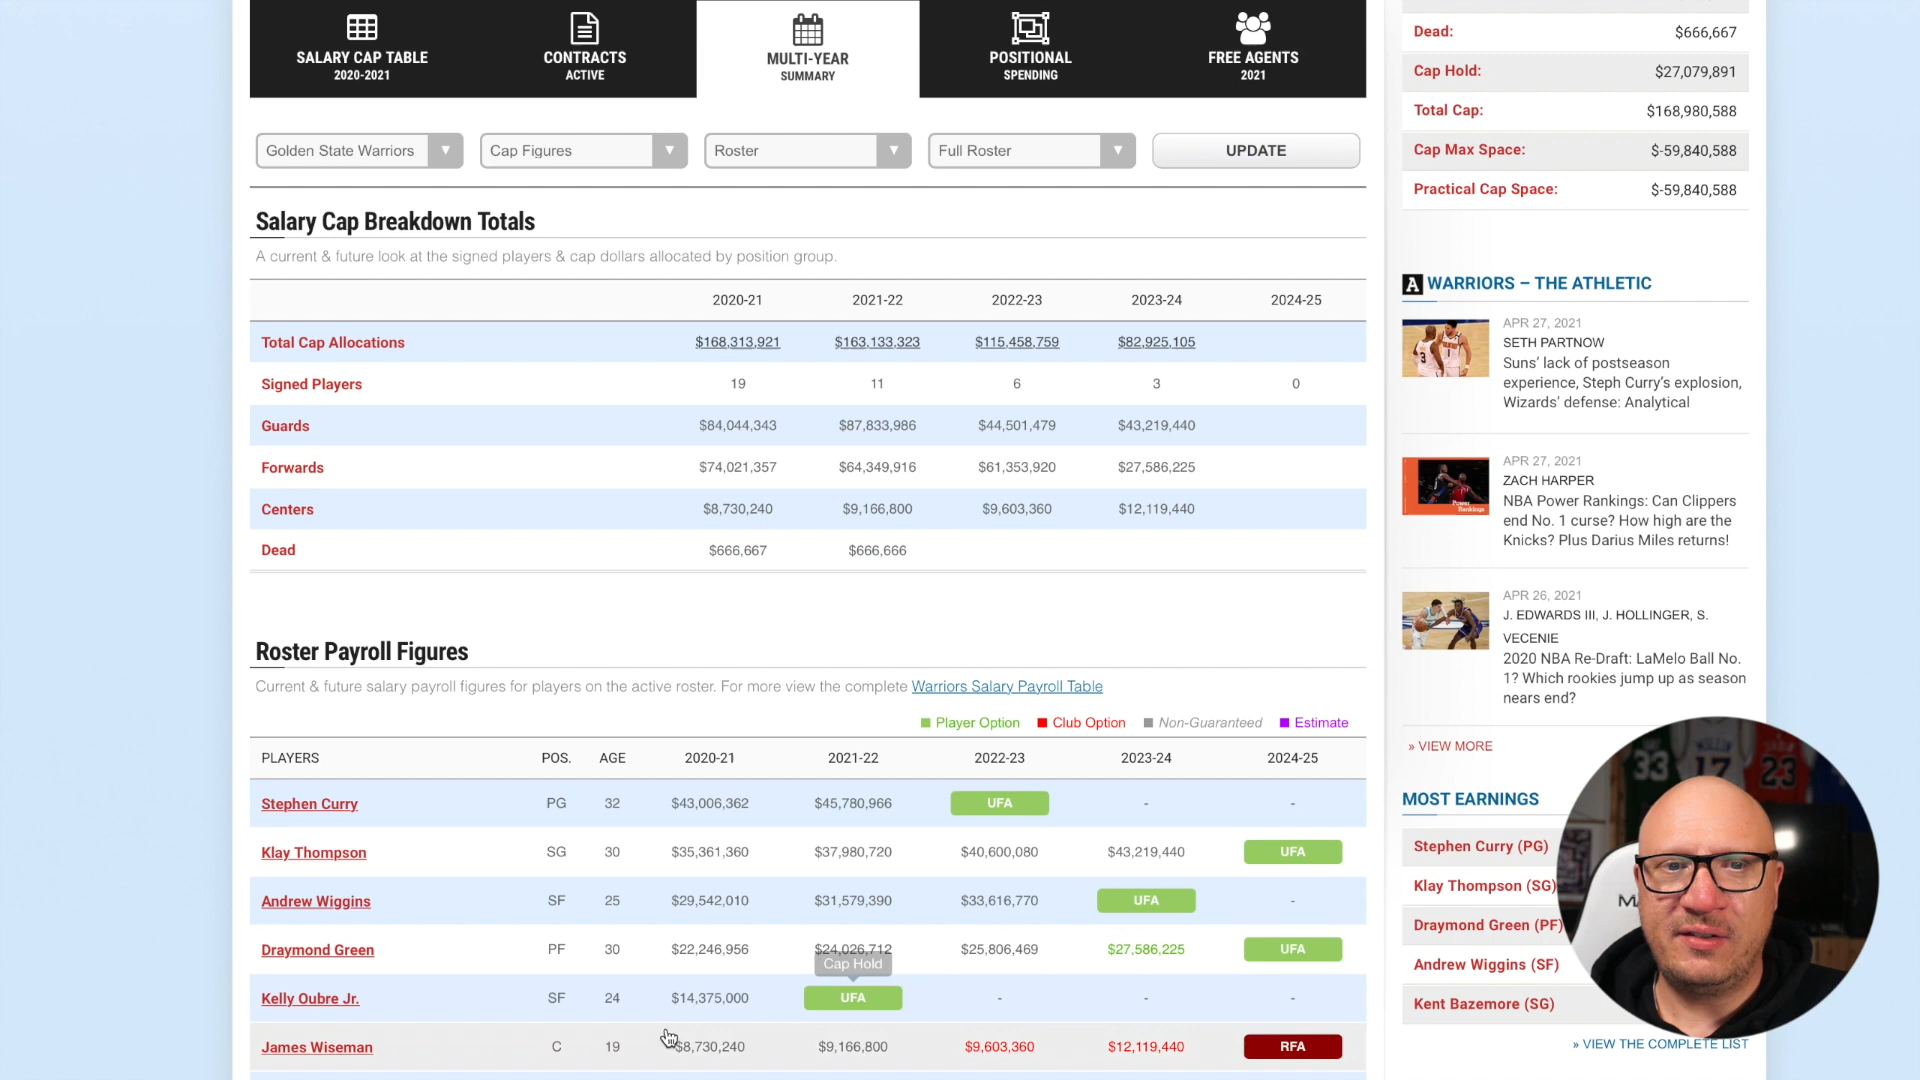 SALARY CAP TABLE
2020-2021
CONTRACTS
ACTIVE
MULTI-YEAR
SUMMARY
POSITIONAL
SPENDING
FREE AGENTS
2021
Golden State Warriors
Cap Figures
Roster
Full Roster
UPDATE
Salary Cap Breakdown Totals
A current & future look at the signed players & cap dollars allocated by position group.
2020-21 2021-22 2022-23 2023-24 2024-25
Total Cap Allocations $168,313,921 $163,133,323 $115,458,759 $82,925,105
Signed Players 19 11 6 3 0
Guards $84,044,343 $87,833,986 $44,501,479 $43,219,440
Forwards $74,021,357 $64,349,916 $61,353,920 $27,586,225
Centers $8,730,240 $9,166,800 $9,603,360 $12,119,440
Dead $666,667 $666,666
Roster Payroll Figures
Current & future salary payroll figures for players on the active roster. For more view the complete Warriors Salary Payroll Table
Player Option Club Option Non-Guaranteed Estimate
PLAYERS POS. AGE 2020-21 2021-22 2022-23 2023-24 2024-25
Stephen Curry PG 32 $43,006,362 $45,780,966 UFA - -
Klay Thompson SG 30 $35,361,360 $37,980,720 $40,600,080 $43,219,440 UFA
Andrew Wiggins SF 25 $29,542,010 $31,579,390 $33,616,770 UFA -
Draymond Green PF 30 $22,246,956 $24,026,712 $25,806,469 $27,586,225 UFA
Cap Hold
Kelly Oubre Jr. SF 24 $14,375,000 UFA - - -
James Wiseman C 19 $8,730,240 $9,166,800 $9,603,360 $12,119,440 RFA
Dead: $666,667
Cap Hold: $27,079,891
Total Cap: $168,980,588
Cap Max Space: $-59,840,588
Practical Cap Space: $-59,840,588
A WARRIORS – THE ATHLETIC
APR 27, 2021
SETH PARTNOW
Suns’ lack of postseason
experience, Steph Curry’s explosion,
Wizards’ defense: Analytical
APR 27, 2021
ZACH HARPER
NBA Power Rankings: Can Clippers
end No. 1 curse? How high are the
Knicks? Plus Darius Miles returns!
Power
Rankings
APR 26, 2021
J. EDWARDS III, J. HOLLINGER, S.
VECENIE
2020 NBA Re-Draft: LaMelo Ball No.
1? Which rookies jump up as season
nears end?
» VIEW MORE
MOST EARNINGS
Stephen Curry (PG)
Klay Thompson (SG)
Draymond Green (PF)
Andrew Wiggins (SF)
Kent Bazemore (SG)
» VIEW THE COMPLETE LIST
33
17
23